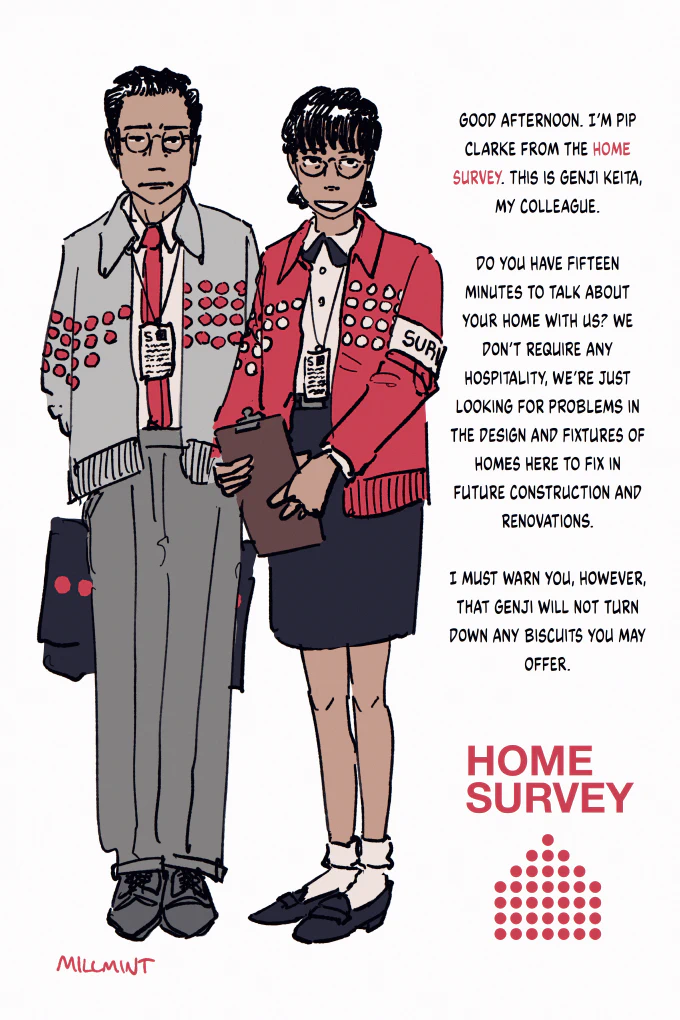 GOOD AFTERNOON. I'M PIP
CLARKE FROM THE HOME
SURVEY. THIS IS GENJI KEITA,
MY COLLEAGUE.
DO YOU HAVE FIFTEEN
MINUTES TO TALK ABOUT
YOUR HOME WITH US? WE
DON'T REQUIRE ANY
HOSPITALITY, WE'RE JUST
LOOKING FOR PROBLEMS IN
THE DESIGN AND FIXTURES OF
HOMES HERE TO FIX IN
FUTURE CONSTRUCTION AND
RENOVATIONS.
I MUST WARN YOU, HOWEVER,
THAT GENJI WILL NOT TURN
DOWN ANY BISCUITS YOU MAY
OFFER.
S
S
SURV
HOME
SURVEY
MILLMINT